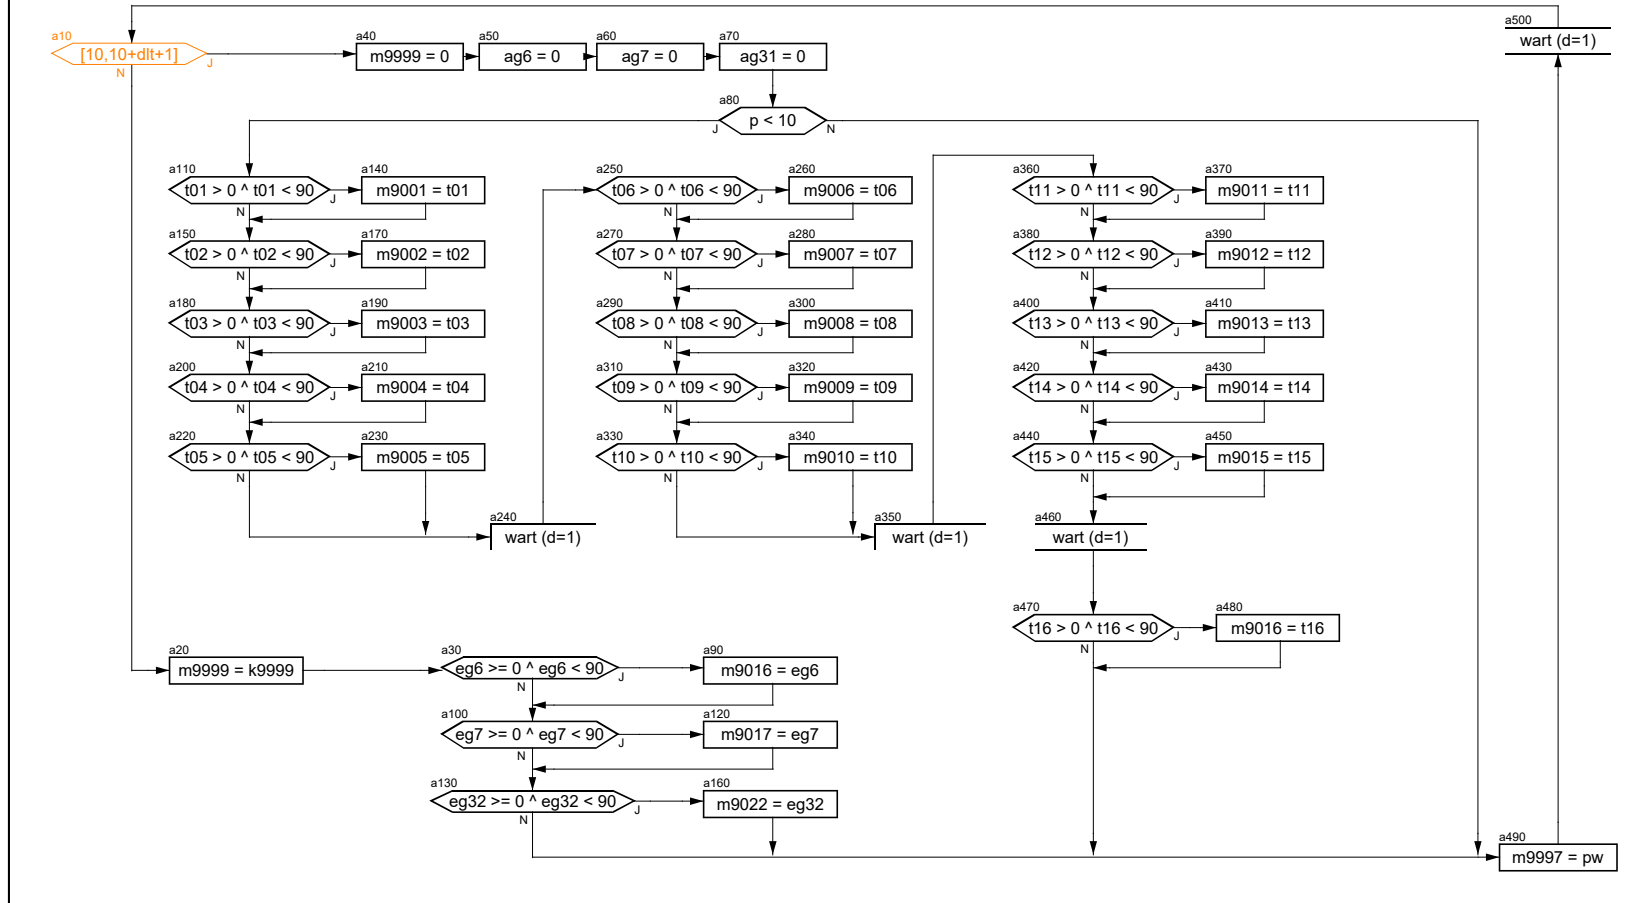 a500
wart (d=1)
a10
[10,10+dlt+1]
J
N
a40
m9999 = 0
a50
ag6 = 0
a60
ag7 = 0
a70
ag31 = 0
a80
p < 10
J
N
a110
t01 > 0 ^ t01 < 90
J
N
a140
m9001 = t01
a150
t02 > 0 ^ t02 < 90
J
N
a170
m9002 = t02
a180
t03 > 0 ^ t03 < 90
J
N
a190
m9003 = t03
a200
t04 > 0 ^ t04 < 90
J
N
a210
m9004 = t04
a220
t05 > 0 ^ t05 < 90
J
N
a230
m9005 = t05
a240
wart (d=1)
a250
t06 > 0 ^ t06 < 90
J
N
a260
m9006 = t06
a270
t07 > 0 ^ t07 < 90
J
N
a280
m9007 = t07
a290
t08 > 0 ^ t08 < 90
J
N
a300
m9008 = t08
a310
t09 > 0 ^ t09 < 90
J
N
a320
m9009 = t09
a330
t10 > 0 ^ t10 < 90
J
N
a340
m9010 = t10
a350
wart (d=1)
a360
t11 > 0 ^ t11 < 90
J
N
a370
m9011 = t11
a380
t12 > 0 ^ t12 < 90
J
N
a390
m9012 = t12
a400
t13 > 0 ^ t13 < 90
J
N
a410
m9013 = t13
a420
t14 > 0 ^ t14 < 90
J
N
a430
m9014 = t14
a440
t15 > 0 ^ t15 < 90
J
N
a450
m9015 = t15
a460
wart (d=1)
a470
t16 > 0 ^ t16 < 90
J
N
a480
m9016 = t16
a20
m9999 = k9999
a30
eg6 >= 0 ^ eg6 < 90
J
N
a90
m9016 = eg6
a100
eg7 >= 0 ^ eg7 < 90
J
N
a120
m9017 = eg7
a130
eg32 >= 0 ^ eg32 < 90
J
N
a160
m9022 = eg32
a490
m9997 = pw